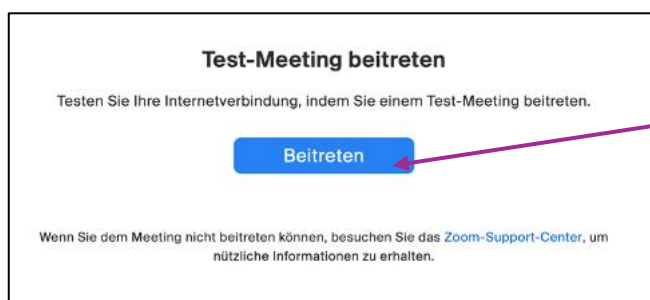 Test-Meeting beitreten
Testen Sie Ihre Internetverbindung, indem Sie einem Test-Meeting beitreten.
Beitreten
Wenn Sie dem Meeting nicht beitreten können, besuchen Sie das Zoom-Support-Center, um
nützliche Informationen zu erhalten.